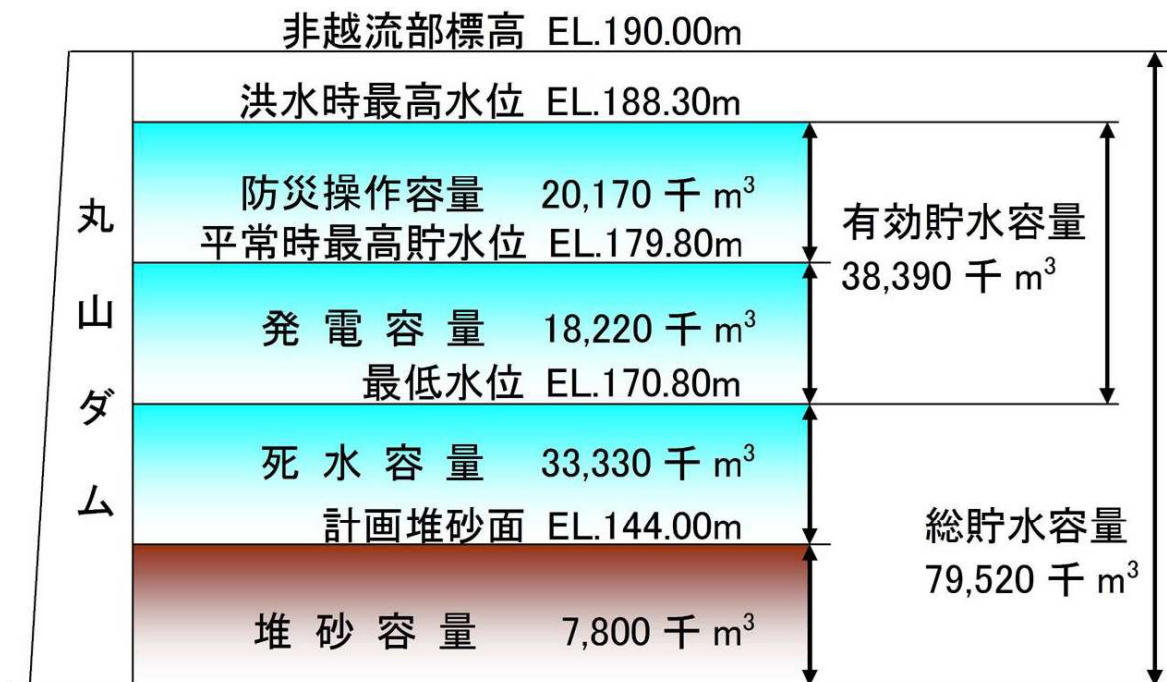 非越流部標高 EL.190.00m
洪水時最高水位 EL.188.30m
防災操作容量 20,170 千 m³
平常時最高貯水位 EL.179.80m
発電容量 18,220 千 m³
最低水位 EL.170.80m
死水容量 33,330 千 m³
計画堆砂面 EL.144.00m
堆砂容量 7,800 千 m³
丸山ダム
有効貯水容量
38,390 千 m³
総貯水容量
79,520 千 m³